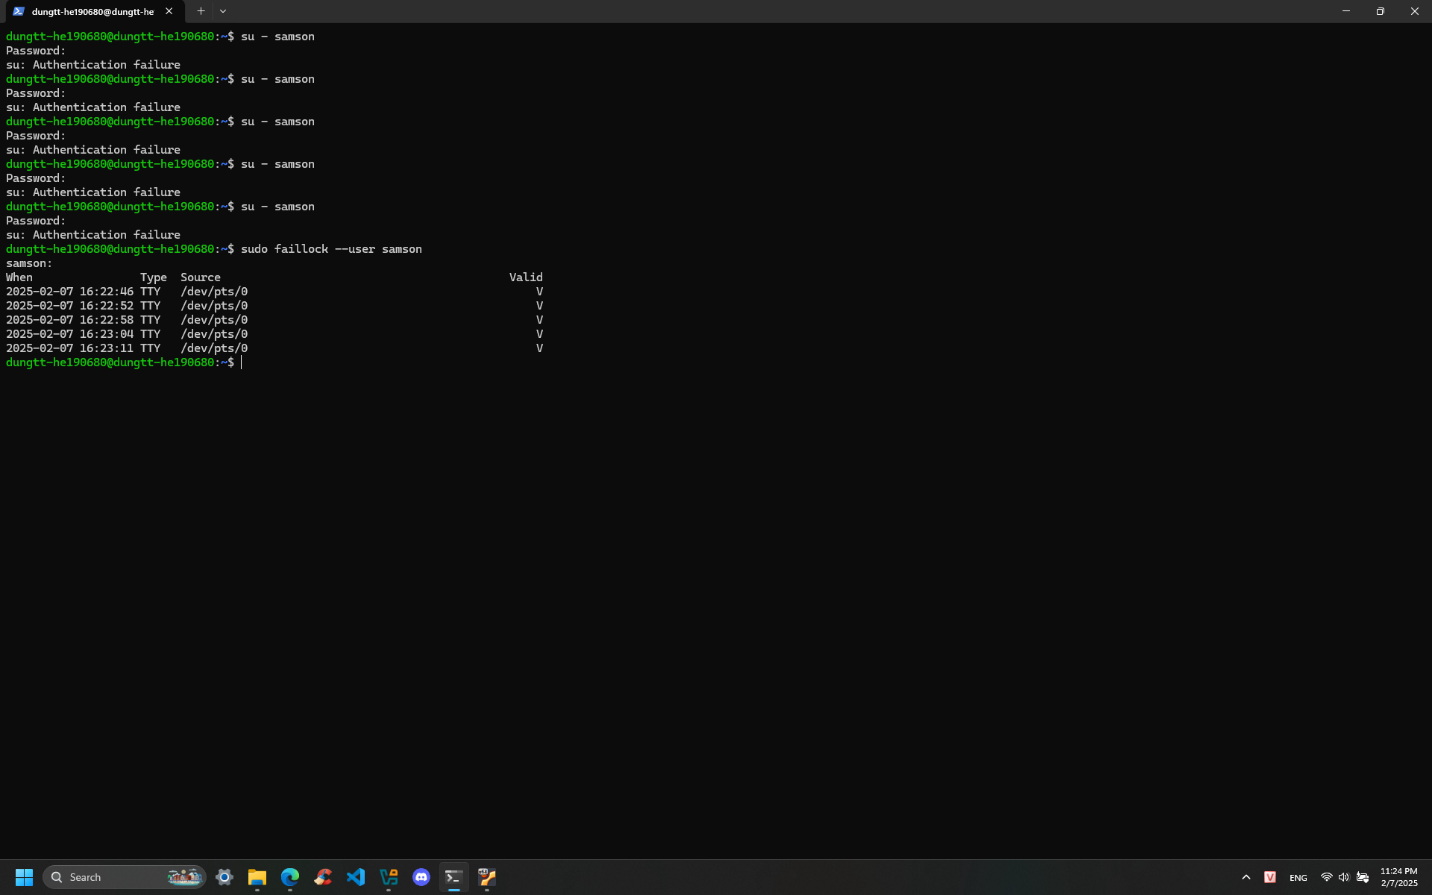 dungtt-he190680@dungtt-he
dungtt-he190680@dungtt-he190680:~$ su - samson
Password:
su: Authentication failure
dungtt-he190680@dungtt-he190680:~$ su - samson
Password:
su: Authentication failure
dungtt-he190680@dungtt-he190680:~$ su - samson
Password:
su: Authentication failure
dungtt-he190680@dungtt-he190680:~$ su - samson
Password:
su: Authentication failure
dungtt-he190680@dungtt-he190680:~$ su - samson
Password:
su: Authentication failure
dungtt-he190680@dungtt-he190680:~$ sudo faillock --user samson
samson:
When Type Source Valid
2025-02-07 16:22:46 TTY /dev/pts/0 V
2025-02-07 16:22:52 TTY /dev/pts/0 V
2025-02-07 16:22:58 TTY /dev/pts/0 V
2025-02-07 16:23:04 TTY /dev/pts/0 V
2025-02-07 16:23:11 TTY /dev/pts/0 V
dungtt-he190680@dungtt-he190680:~$
Search
V
ENG
11:24 PM
2/7/2025